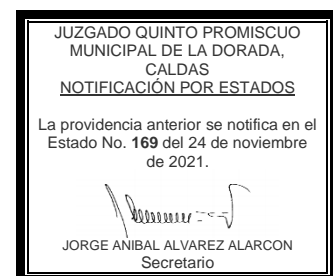 JUZGADO QUINTO PROMISCUO
MUNICIPAL DE LA DORADA,
CALDAS
NOTIFICACIÓN POR ESTADOS
La providencia anterior se notifica en el
Estado No. 169 del 24 de noviembre
de 2021.
JORGE ANIBAL ALVAREZ ALARCON
Secretario